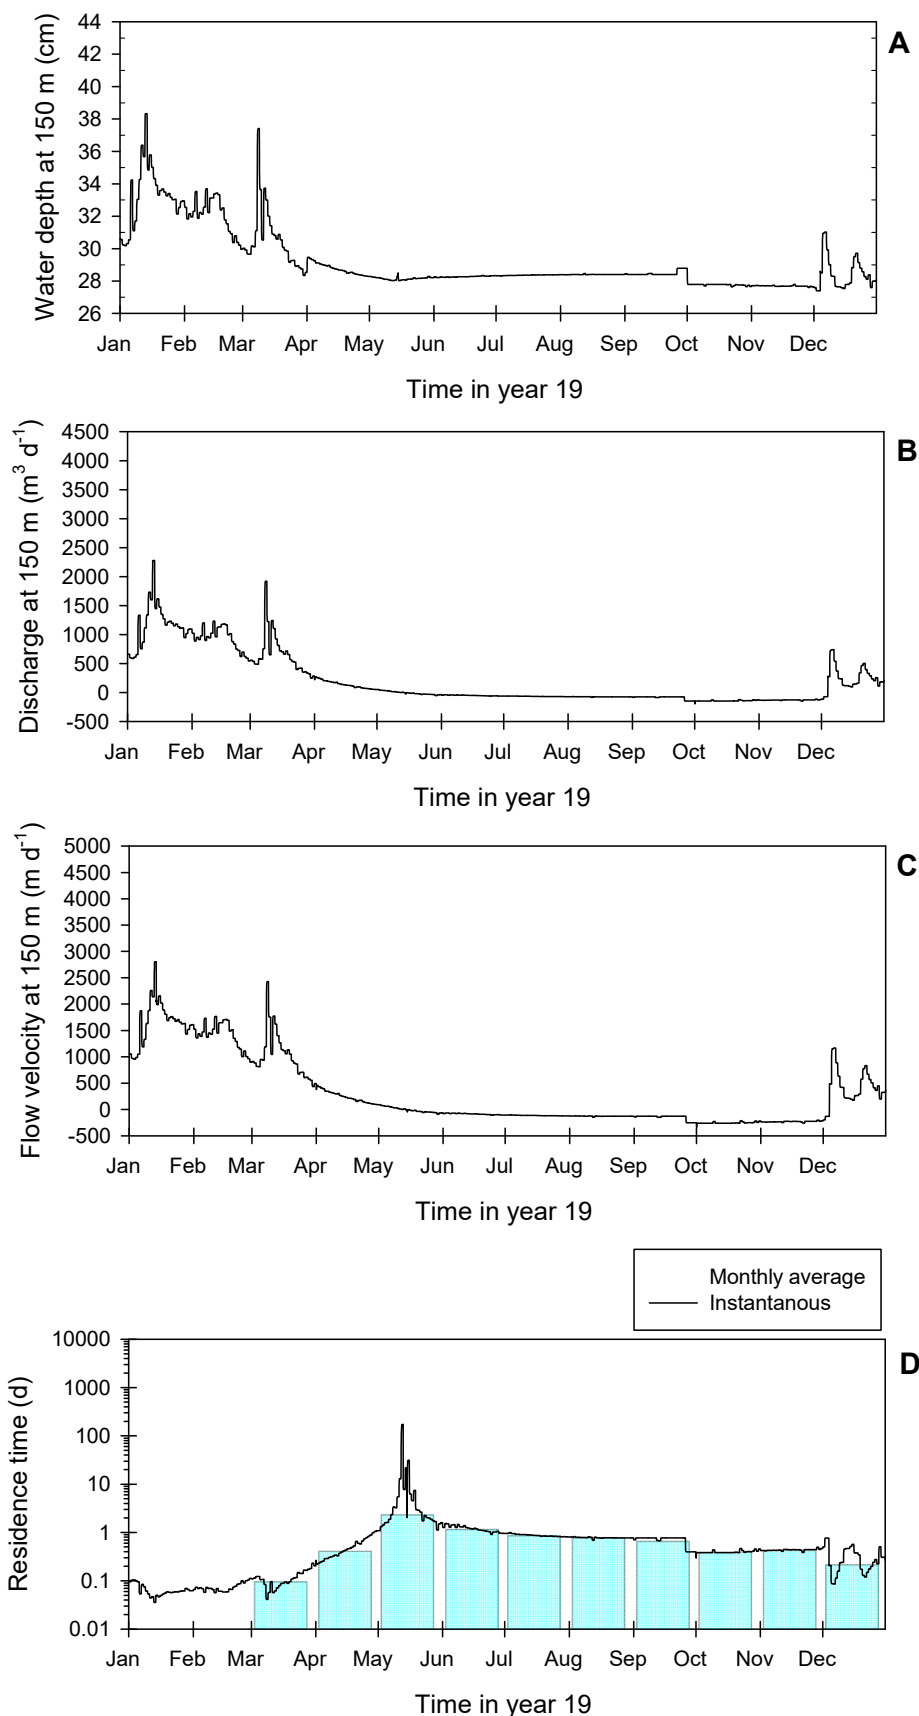 A
Water depth at 150 m (cm)
44
42
40
38
36
34
32
30
28
26
Jan Feb Mar Apr May Jun Jul Aug Sep Oct Nov Dec
Time in year 19
B
Discharge at 150 m (m³ d⁻¹)
4500
4000
3500
3000
2500
2000
1500
1000
500
0
-500
Jan Feb Mar Apr May Jun Jul Aug Sep Oct Nov Dec
Time in year 19
C
Flow velocity at 150 m (m d⁻¹)
5000
4500
4000
3500
3000
2500
2000
1500
1000
500
0
-500
Jan Feb Mar Apr May Jun Jul Aug Sep Oct Nov Dec
Time in year 19
Monthly average
Instantanous
D
Residence time (d)
10000
1000
100
10
1
0.1
0.01
Jan Feb Mar Apr May Jun Jul Aug Sep Oct Nov Dec
Time in year 19